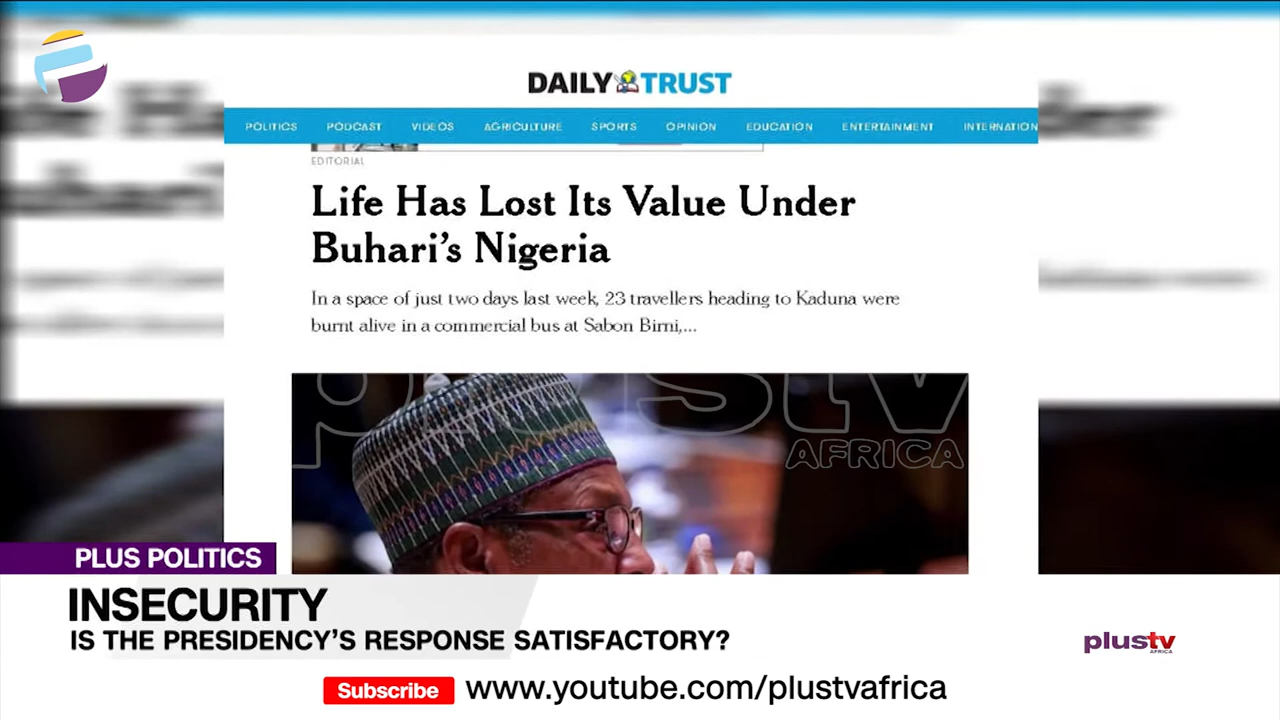 DAILY TRUST
POLITICS PODCAST VIDEOS AGRICULTURE SPORTS OPINION EDUCATION ENTERTAINMENT INTERNATION
EDITORIAL
Life Has Lost Its Value Under
Buhari's Nigeria
In a space of just two days last week, 23 travellers heading to Kaduna were
burnt alive in a commercial bus at Sabon Birni,...
plustv
AFRICA
PLUS POLITICS
INSECURITY
IS THE PRESIDENCY'S RESPONSE SATISFACTORY?
plustv
AFRICA
Subscribe www.youtube.com/plustvafrica